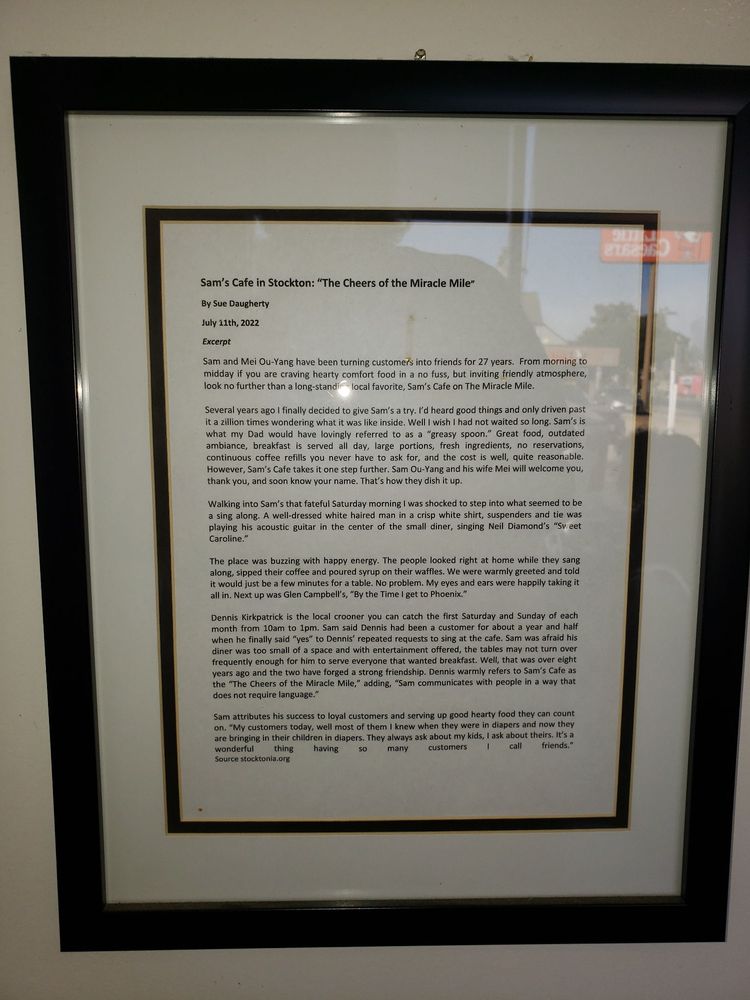 Sam's Cafe in Stockton: "The Cheers of the Miracle Mile"
By Sue Daugherty
July 11th, 2022
Excerpt
Sam and Mei Ou-Yang have been turning customers into friends for 27 years. From morning to
midday if you are craving hearty comfort food in a no fuss, but inviting friendly atmosphere,
look no further than a long-standing local favorite, Sam's Cafe on The Miracle Mile.
Several years ago I finally decided to give Sam's a try. I'd heard good things and only driven past
it a zillion times wondering what it was like inside. Well I wish I had not waited so long. Sam's is
what my Dad would have lovingly referred to as a "greasy spoon." Great food, outdated
ambiance, breakfast is served all day, large portions, fresh ingredients, no reservations,
continuous coffee refills you never have to ask for, and the cost is well, quite reasonable.
However, Sam's Cafe takes it one step further. Sam Ou-Yang and his wife Mei will welcome you,
thank you, and soon know your name. That's how they dish it up.
Walking into Sam's that fateful Saturday morning I was shocked to step into what seemed to be
a sing along. A well-dressed white haired man in a crisp white shirt, suspenders and tie was
playing his acoustic guitar in the center of the small diner, singing Neil Diamond's "Sweet
Caroline."
The place was buzzing with happy energy. The people looked right at home while they sang
along, sipped their coffee and poured syrup on their waffles. We were warmly greeted and told
it would just be a few minutes for a table. No problem. My eyes and ears were happily taking it
all in. Next up was Glen Campbell's, "By the Time I get to Phoenix."
Dennis Kirkpatrick is the local crooner you can catch the first Saturday and Sunday of each
month from 10am to 1pm. Sam said Dennis had been a customer for about a year and half
when he finally said "yes" to Dennis' repeated requests to sing at the cafe. Sam was afraid his
diner was too small of a space and with entertainment offered, the tables may not turn over
frequently enough for him to serve everyone that wanted breakfast. Well, that was over eight
years ago and the two have forged a strong friendship. Dennis warmly refers to Sam's Cafe as
the "The Cheers of the Miracle Mile," adding, "Sam communicates with people in a way that
does not require language."
Sam attributes his success to loyal customers and serving up good hearty food they can count
on. "My customers today, well most of them I knew when they were in diapers and now they
are bringing in their children in diapers. They always ask about my kids, I ask about theirs. It's a
wonderful thing having so many customers I call friends."
Source stocktonia.org
Little
Caesars